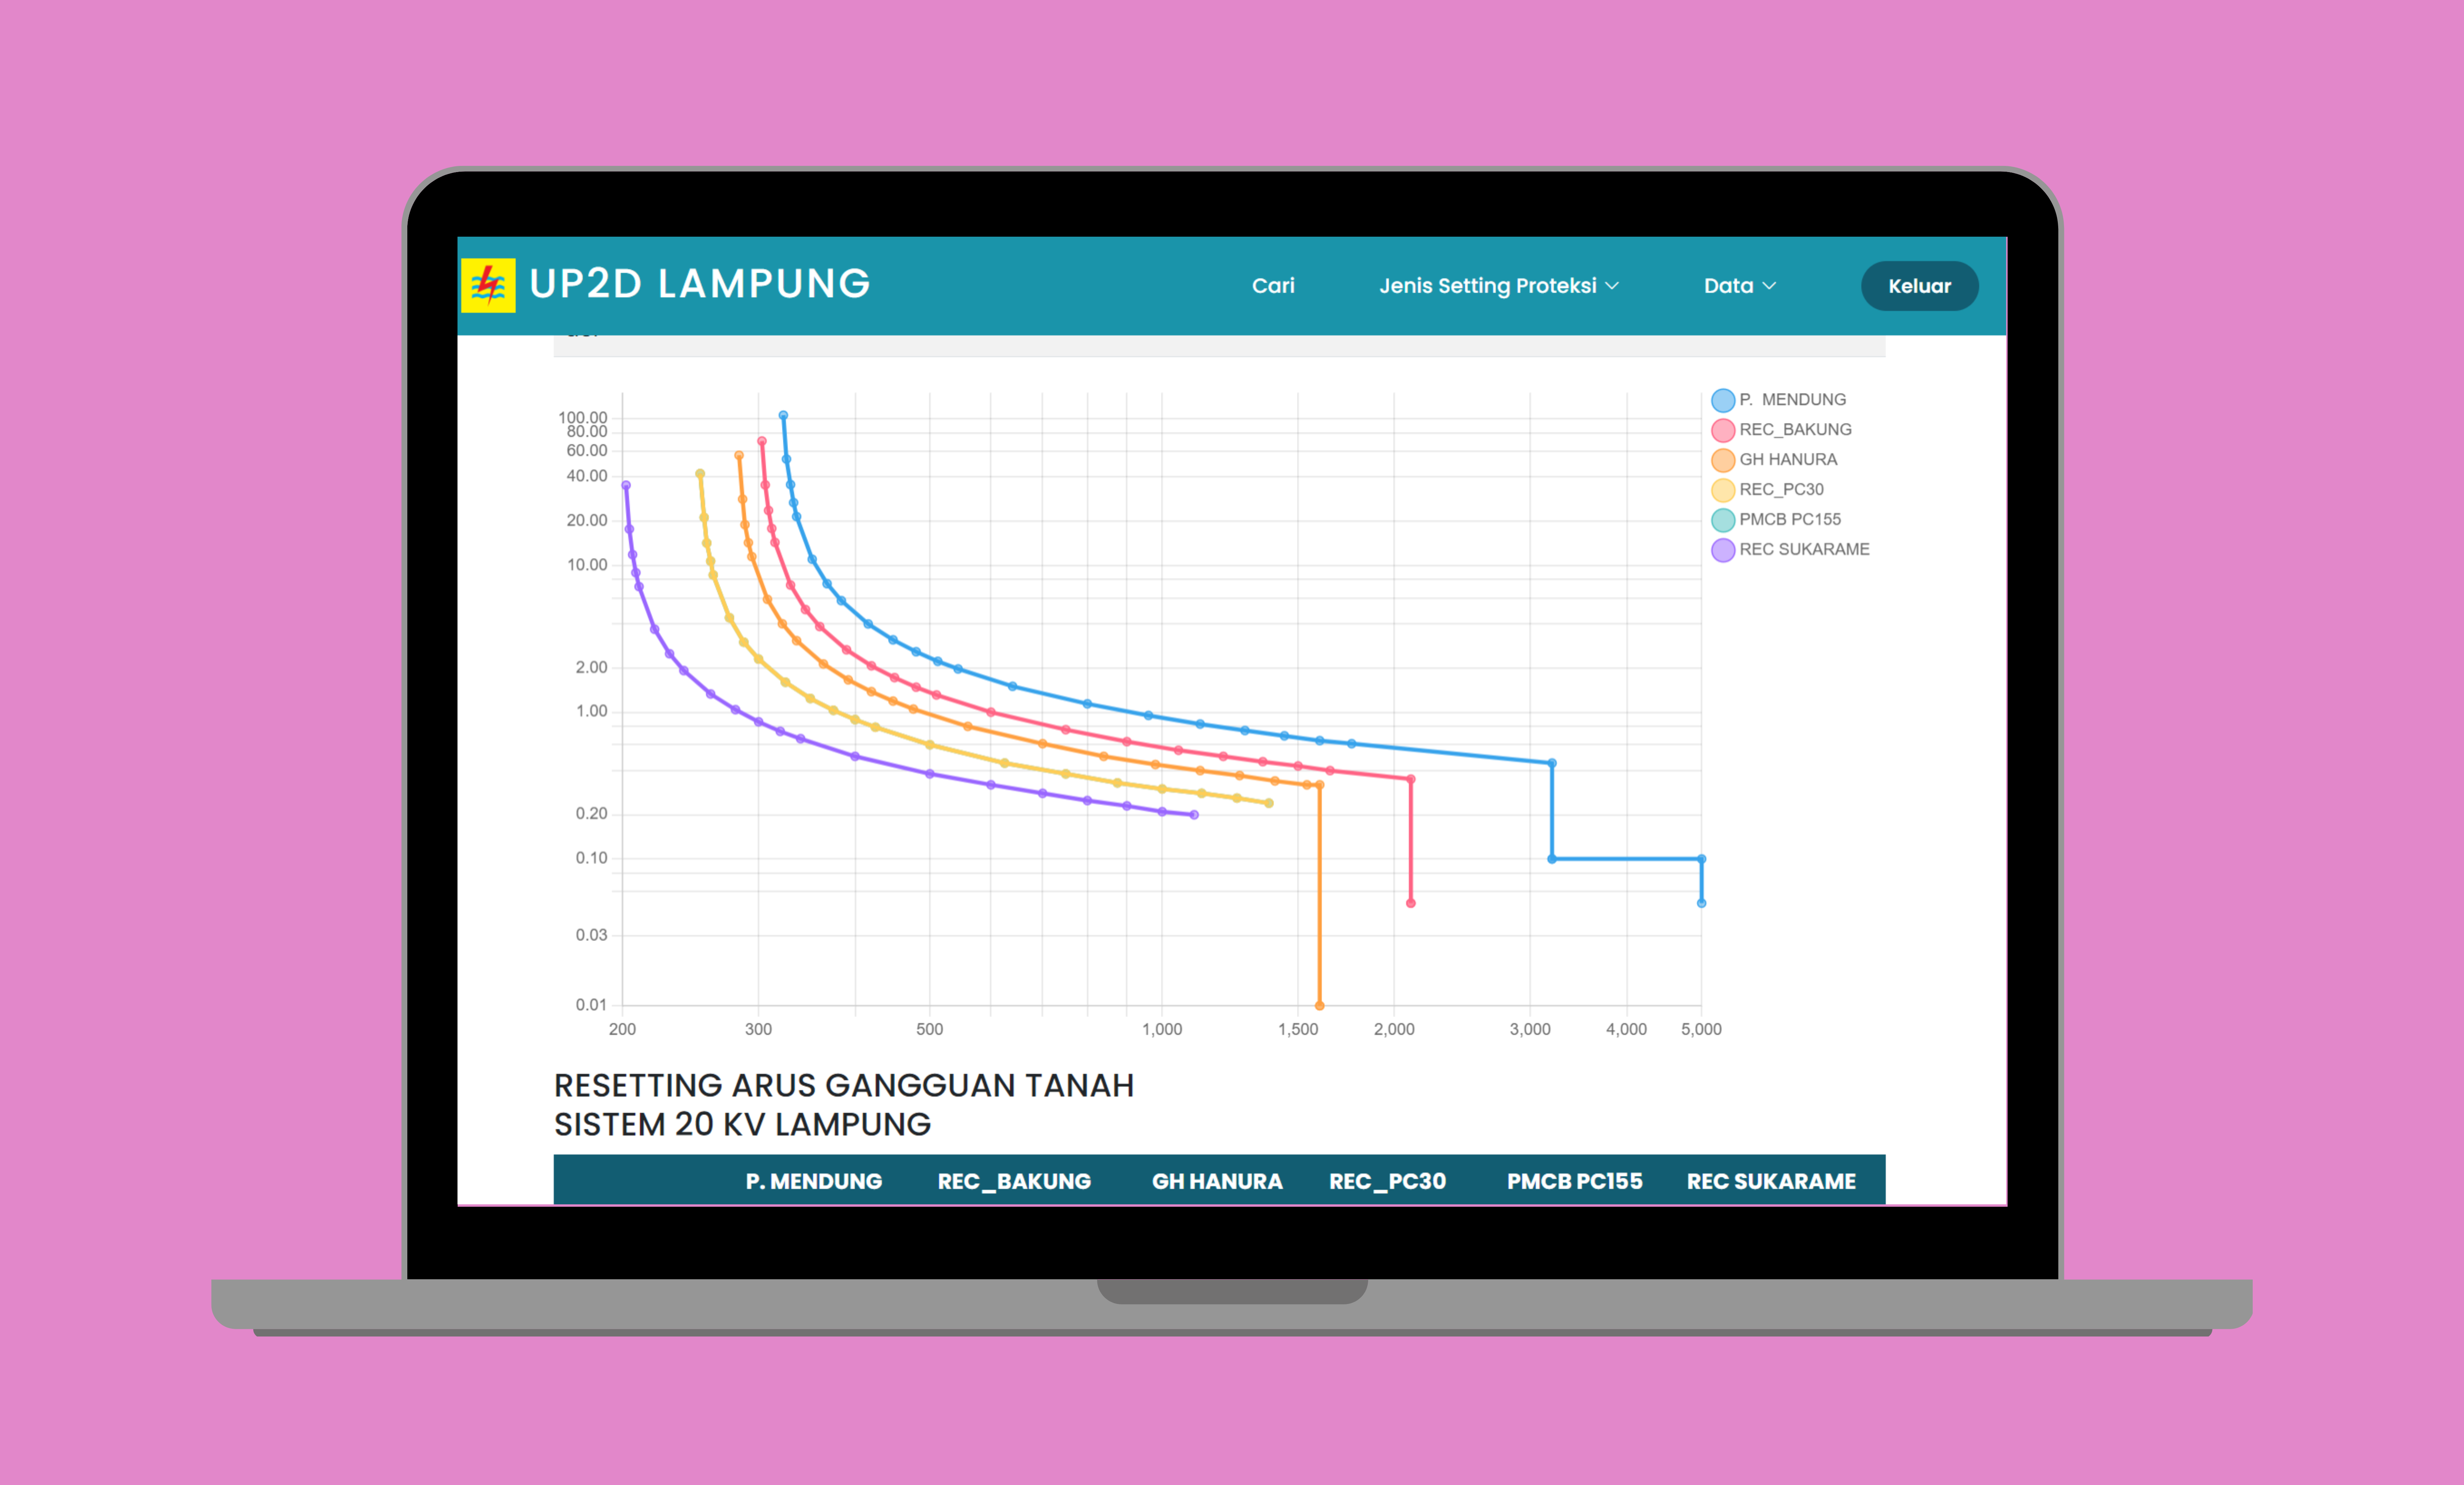 UP2D LAMPUNG
Cari
Jenis Setting Proteksi
Data
Keluar
100.00
80.00
60.00
40.00
20.00
10.00
2.00
1.00
0.20
0.10
0.03
0.01
200 300 500 1,000 1,500 2,000 3,000 4,000 5,000
P. MENDUNG
REC_BAKUNG
GH HANURA
REC_PC30
PMCB PC155
REC SUKARAME
RESETTING ARUS GANGGUAN TANAH
SISTEM 20 KV LAMPUNG
P. MENDUNG REC_BAKUNG GH HANURA REC_PC30 PMCB PC155 REC SUKARAME